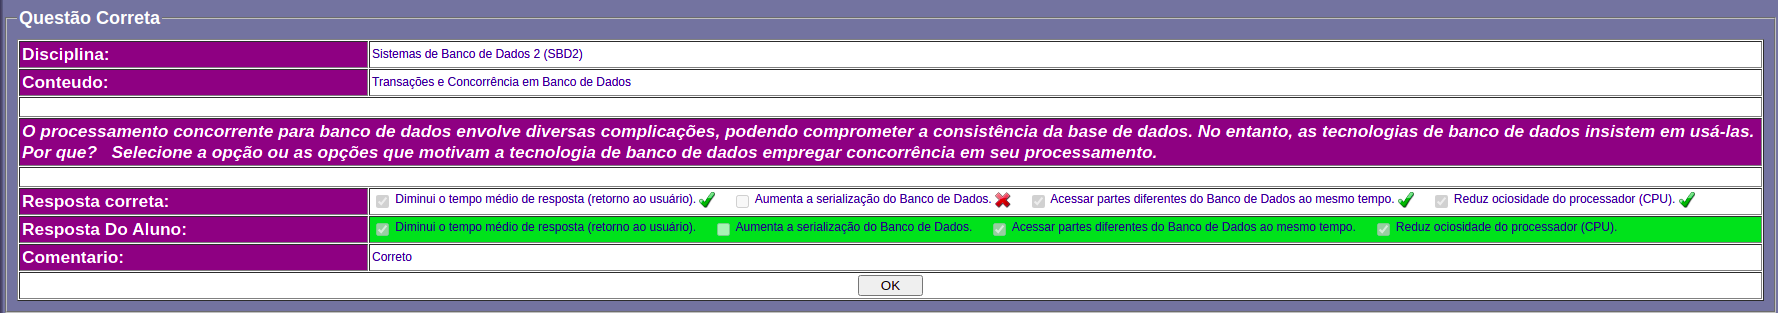 Questão Correta
Disciplina: Sistemas de Banco de Dados 2 (SBD2)
Conteudo: Transações e Concorrência em Banco de Dados
O processamento concorrente para banco de dados envolve diversas complicações, podendo comprometer a consistência da base de dados. No entanto, as tecnologias de banco de dados insistem em usá-las.
Por que?   Selecione a opção ou as opções que motivam a tecnologia de banco de dados empregar concorrência em seu processamento.
Resposta correta: Diminui o tempo médio de resposta (retorno ao usuário). Aumenta a serialização do Banco de Dados. Acessar partes diferentes do Banco de Dados ao mesmo tempo. Reduz ociosidade do processador (CPU).
Resposta Do Aluno: Diminui o tempo médio de resposta (retorno ao usuário). Aumenta a serialização do Banco de Dados. Acessar partes diferentes do Banco de Dados ao mesmo tempo. Reduz ociosidade do processador (CPU).
Comentario: Correto
OK